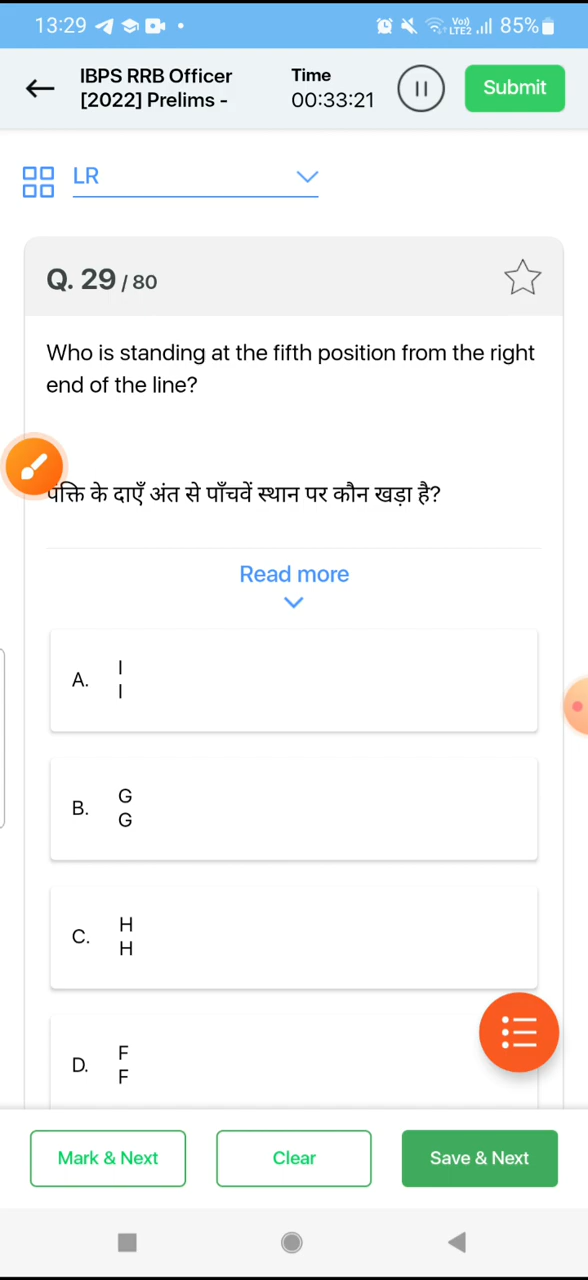 13:29 Vo)) LTE2 85%
IBPS RRB Officer Time
[2022] Prelims - 00:33:21 Submit
LR
Q. 29 / 80
Who is standing at the fifth position from the right
end of the line?
पंक्ति के दाएँ अंत से पाँचवें स्थान पर कौन खड़ा है?
Read more
A. I
I
B. G
G
C. H
H
D. F
F
Mark & Next Clear Save & Next